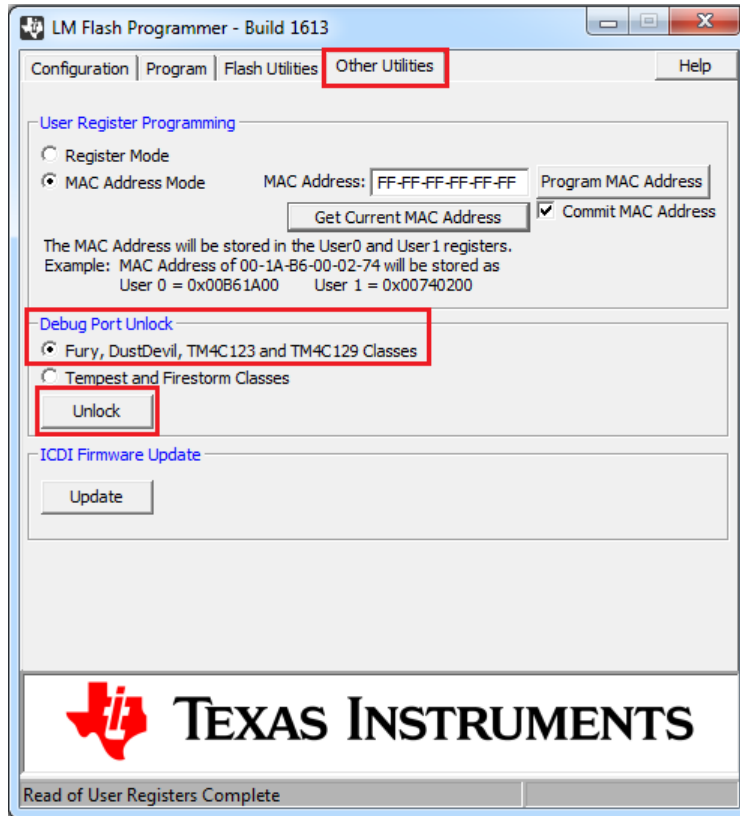 LM Flash Programmer - Build 1613
Configuration Program Flash Utilities Other Utilities Help
User Register Programming
Register Mode
MAC Address Mode MAC Address: FF-FF-FF-FF-FF-FF Program MAC Address
Get Current MAC Address Commit MAC Address
The MAC Address will be stored in the User0 and User1 registers.
Example: MAC Address of 00-1A-B6-00-02-74 will be stored as
User 0 = 0x00B61A00 User 1 = 0x00740200
Debug Port Unlock
Fury, DustDevil, TM4C123 and TM4C129 Classes
Tempest and Firestorm Classes
Unlock
ICDI Firmware Update
Update
TEXAS INSTRUMENTS
Read of User Registers Complete